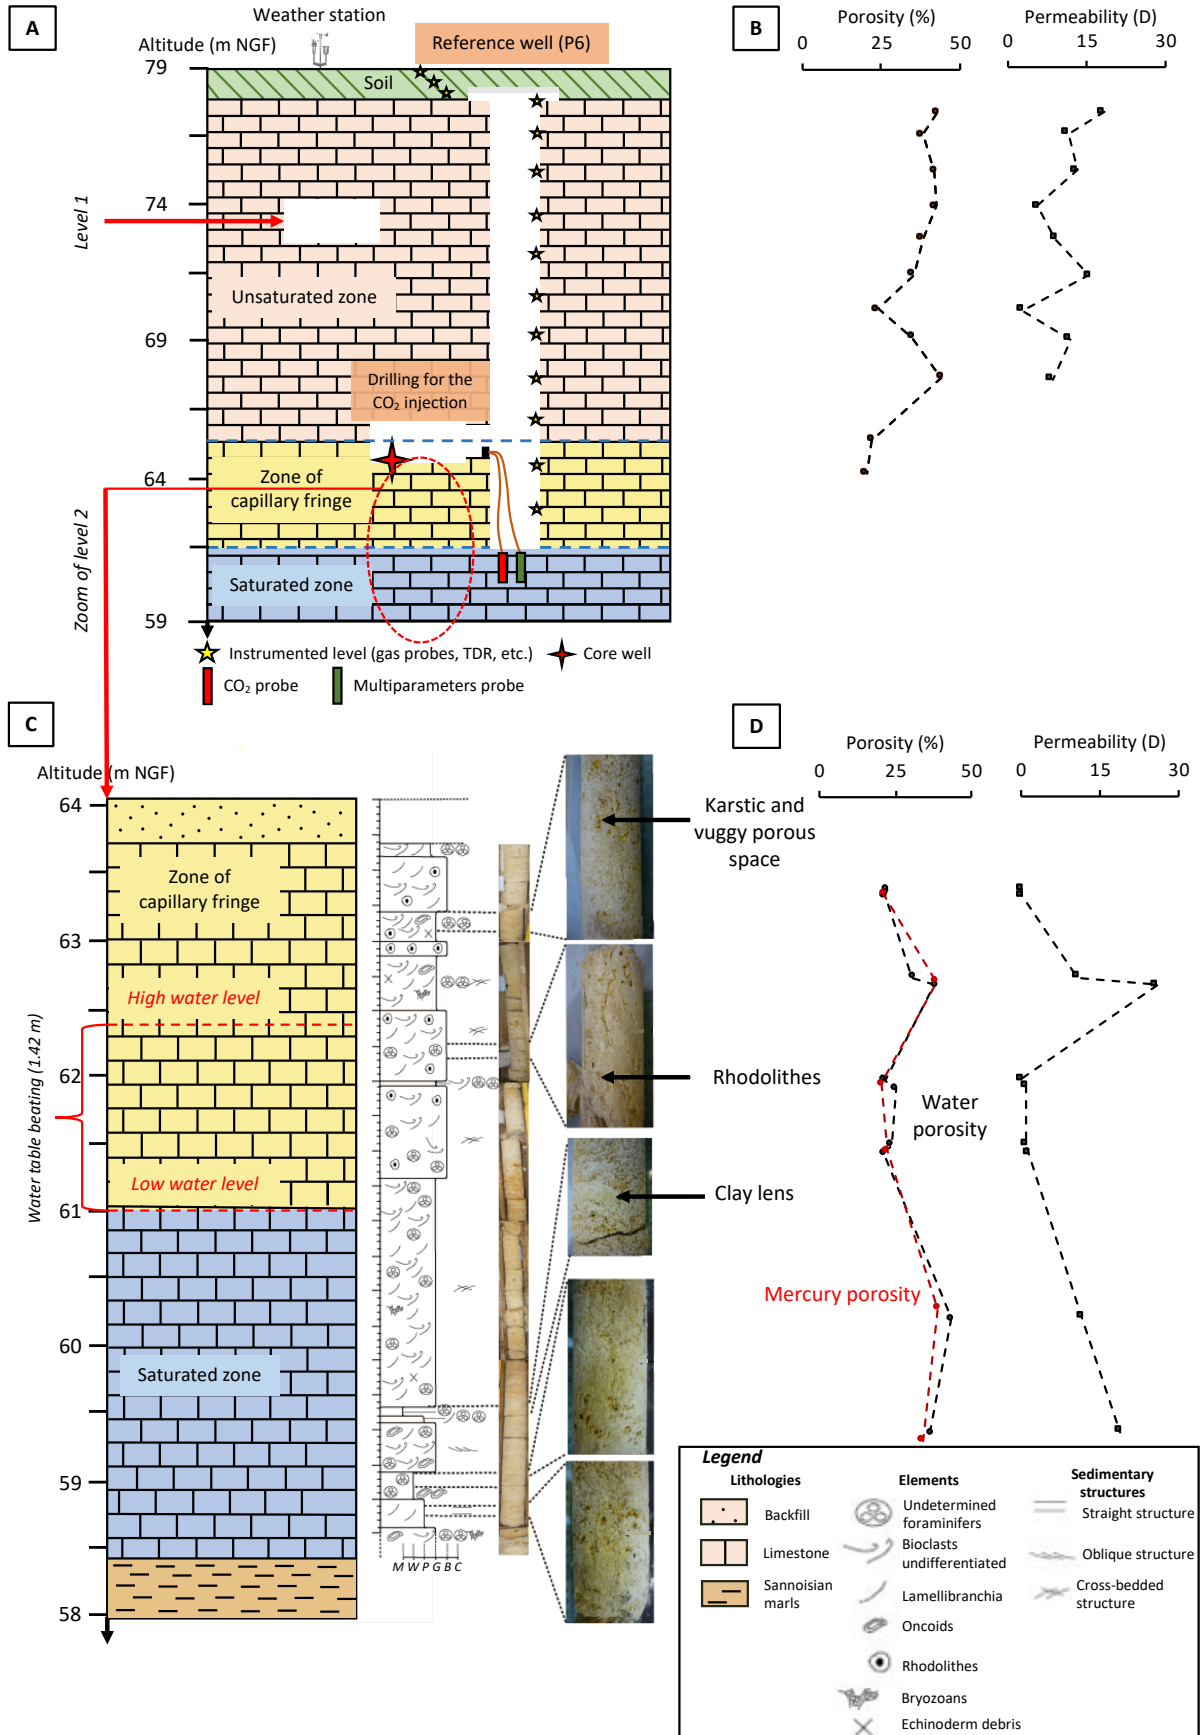 A
Weather station
Altitude (m NGF)
Reference well (P6)
79
Soil
74
Level 1
Unsaturated zone
69
Drilling for the
CO₂ injection
64
Zone of
capillary fringe
Zoom of level 2
Saturated zone
59
Instrumented level (gas probes, TDR, etc.)
Core well
CO₂ probe
Multiparameters probe
B
Porosity (%)
0 25 50
Permeability (D)
0 15 30
C
Altitude (m NGF)
64
Zone of
capillary fringe
63
High water level
62
Water table beating (1.42 m)
Low water level
61
60
Saturated zone
59
58
M W P G B C
Karstic and
vuggy porous
space
Rhodolithes
Clay lens
D
Porosity (%)
0 25 50
Permeability (D)
0 15 30
Water
porosity
Mercury porosity
Legend
Lithologies
Backfill
Limestone
Sannoisian
marls
Elements
Undetermined
foraminifers
Bioclasts
undifferentiated
Lamellibranchia
Oncoids
Rhodolithes
Bryozoans
Echinoderm debris
Sedimentary
structures
Straight structure
Oblique structure
Cross-bedded
structure